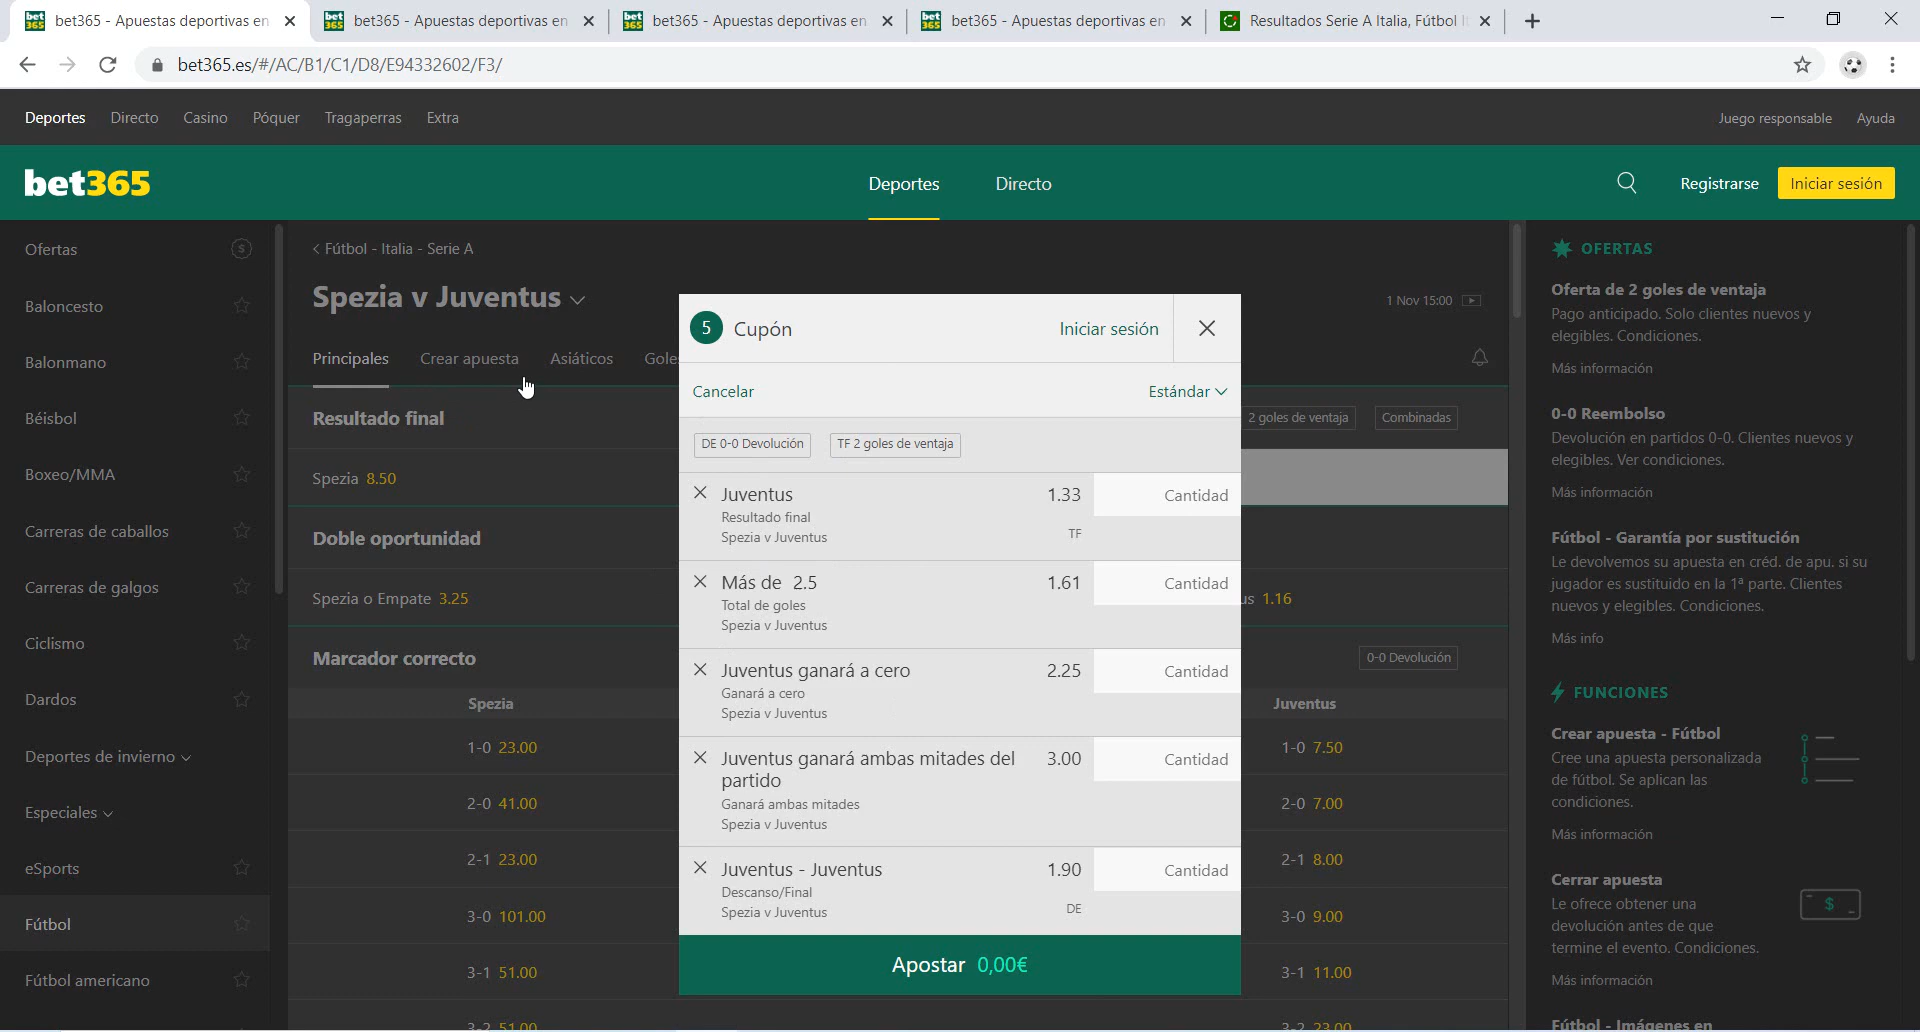 bet365 - Apuestas deportivas en
bet365 - Apuestas deportivas en
bet365 - Apuestas deportivas en
bet365 - Apuestas deportivas en
Resultados Serie A Italia, Fútbol
bet365.es/#/AC/B1/C1/D8/E94332602/F3/
Deportes Directo Casino Póquer Tragaperras Extra
Juego responsable Ayuda
bet365
Deportes Directo
Registrarse Iniciar sesión
Ofertas
Baloncesto
Balonmano
Béisbol
Boxeo/MMA
Carreras de caballos
Carreras de galgos
Ciclismo
Dardos
Deportes de invierno
Especiales
eSports
Fútbol
Fútbol americano
Fútbol - Italia - Serie A
Spezia v Juventus
1 Nov 15:00
Principales Crear apuesta Asiáticos Goles
Resultado final
2 goles de ventaja Combinadas
Spezia 8.50
Doble oportunidad
Spezia o Empate 3.25
us 1.16
Marcador correcto
0-0 Devolución
Spezia
Juventus
1-0 23.00
1-0 7.50
2-0 41.00
2-0 7.00
2-1 23.00
2-1 8.00
3-0 101.00
3-0 9.00
3-1 51.00
3-1 11.00
3-2 51.00
3-2 23.00
5 Cupón
Iniciar sesión
Cancelar
Estándar
DE 0-0 Devolución
TF 2 goles de ventaja
Juventus 1.33 Cantidad
Resultado final
Spezia v Juventus
TF
Más de 2.5 1.61 Cantidad
Total de goles
Spezia v Juventus
Juventus ganará a cero 2.25 Cantidad
Ganará a cero
Spezia v Juventus
Juventus ganará ambas mitades del 3.00 Cantidad
partido
Ganará ambas mitades
Spezia v Juventus
Juventus - Juventus 1.90 Cantidad
Descanso/Final
Spezia v Juventus
DE
Apostar 0,00€
OFERTAS
Oferta de 2 goles de ventaja
Pago anticipado. Solo clientes nuevos y
elegibles. Condiciones.
Más información
0-0 Reembolso
Devolución en partidos 0-0. Clientes nuevos y
elegibles. Ver condiciones.
Más información
Fútbol - Garantía por sustitución
Le devolvemos su apuesta en créd. de apu. si su
jugador es sustituido en la 1ª parte. Clientes
nuevos y elegibles. Condiciones.
Más info
FUNCIONES
Crear apuesta - Fútbol
Cree una apuesta personalizada
de fútbol. Se aplican las
condiciones.
Más información
Cerrar apuesta
Le ofrece obtener una
devolución antes de que
termine el evento. Condiciones.
Más información
Fútbol - Imágenes en